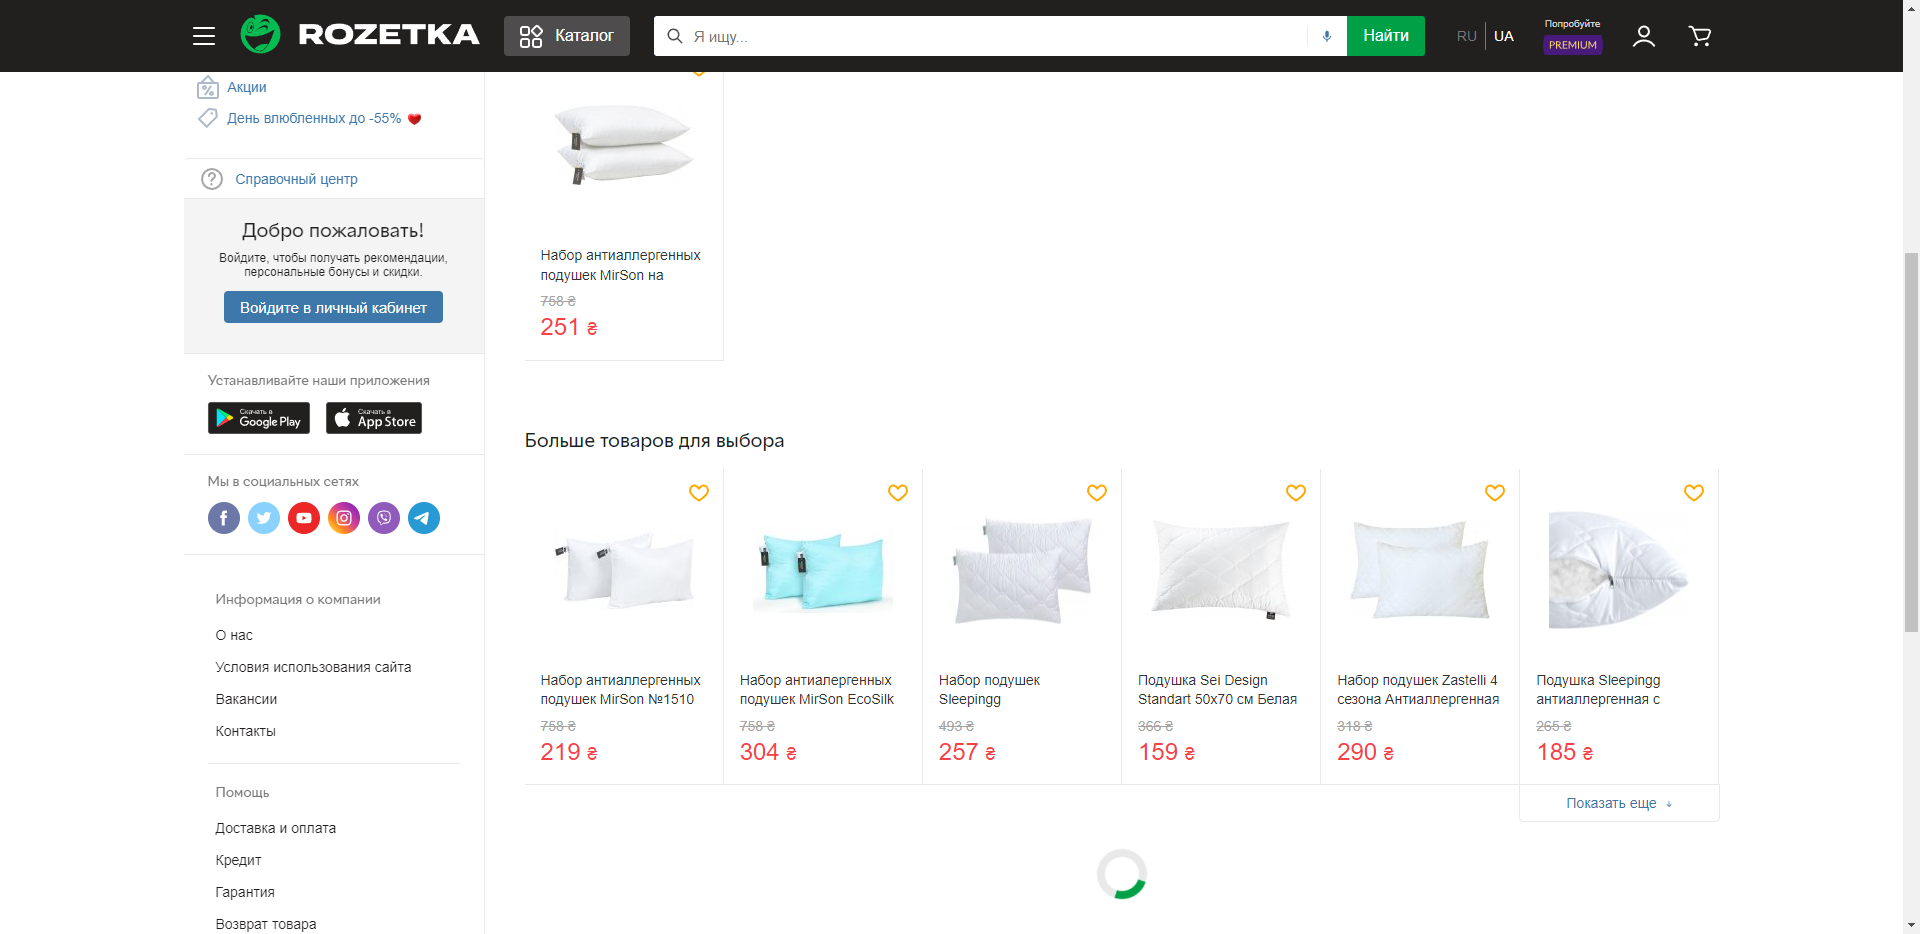 ROZETKA
Каталог
Я ищу...
Найти
RU
UA
Попробуйте
PREMIUM
Акции
День влюбленных до -55%
Справочный центр
Добро пожаловать!
Войдите, чтобы получать рекомендации,
персональные бонусы и скидки.
Войдите в личный кабинет
Устанавливайте наши приложения
Скачать в
Google Play
Скачать в
App Store
Мы в социальных сетях
Информация о компании
О нас
Условия использования сайта
Вакансии
Контакты
Помощь
Доставка и оплата
Кредит
Гарантия
Возврат товара
Набор антиаллергенных
подушек MirSon на
758 ₴
251 ₴
Больше товаров для выбора
Набор антиаллергенных
подушек MirSon №1510
758 ₴
219 ₴
Набор антиалергенных
подушек MirSon EcoSilk
758 ₴
304 ₴
Набор подушек
Sleepingg
493 ₴
257 ₴
Подушка Sei Design
Standart 50х70 см Белая
366 ₴
159 ₴
Набор подушек Zastelli 4
сезона Антиаллергенная
318 ₴
290 ₴
Подушка Sleepingg
антиаллергенная с
265 ₴
185 ₴
Показать еще ↓